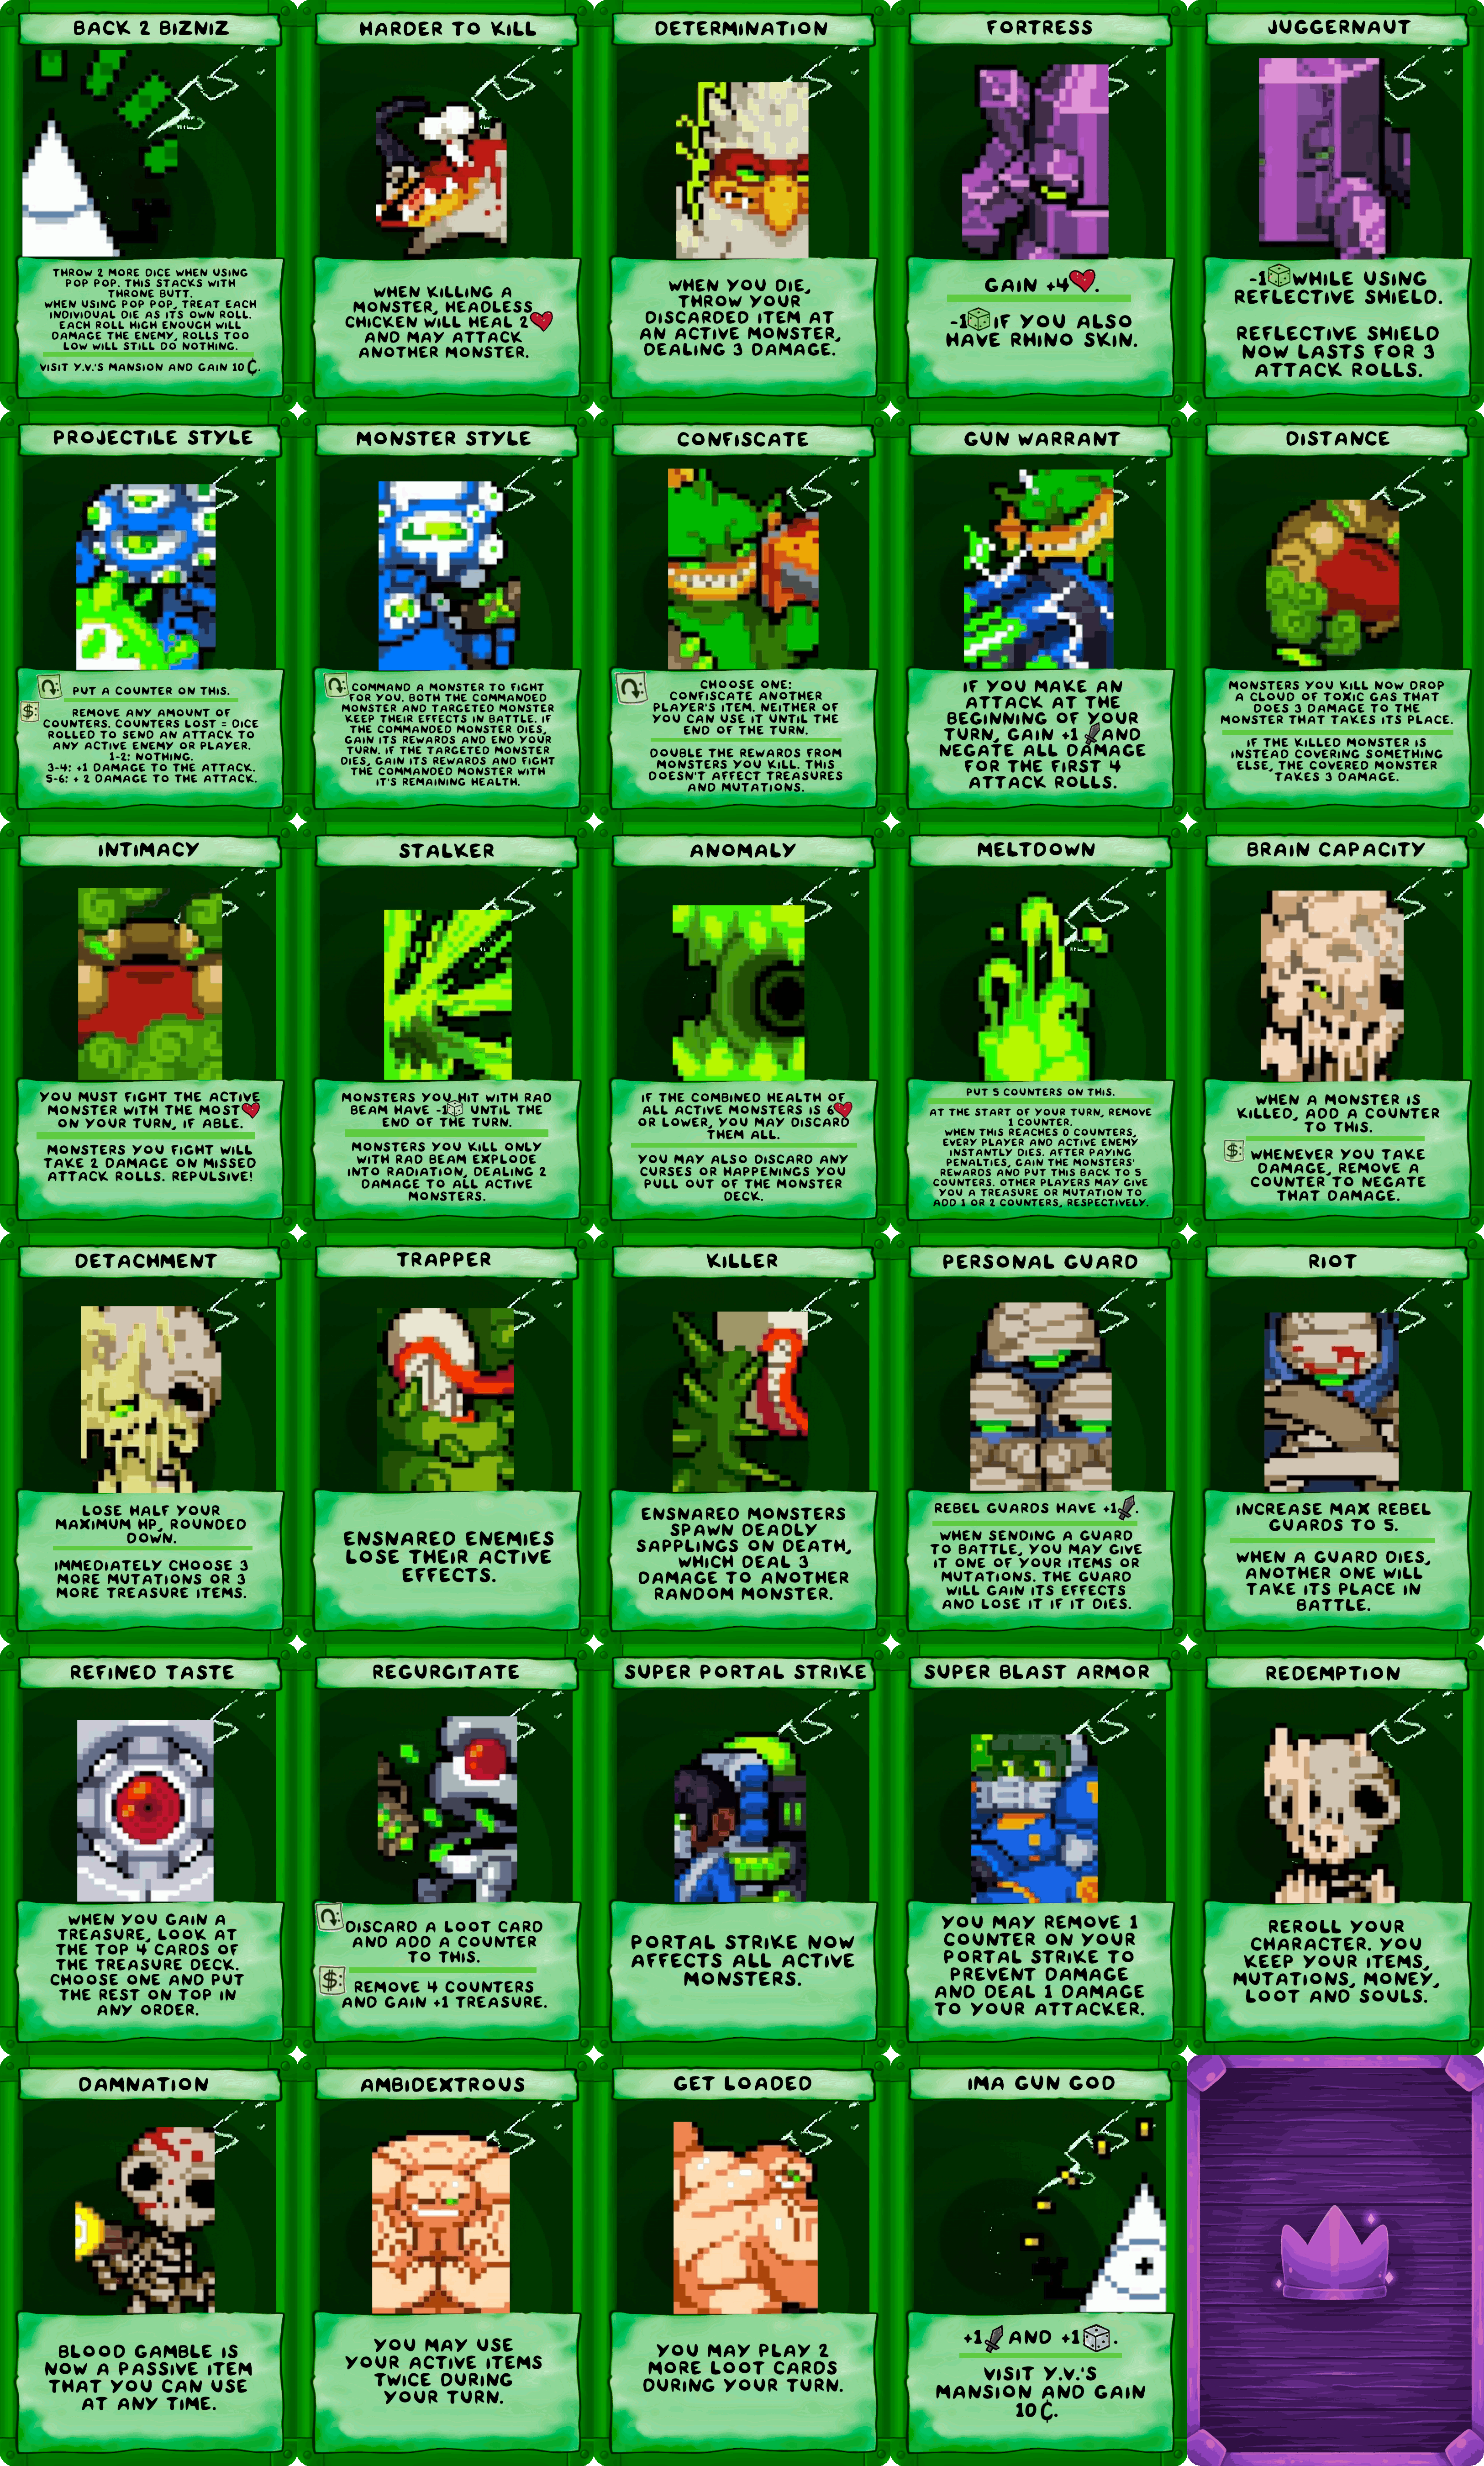 BACK 2 BIZNIZ
THROW 2 MORE DICE WHEN USING
POP POP. THIS STACKS WITH
THRONE BUTT.
WHEN USING POP POP, TREAT EACH
INDIVIDUAL DIE AS ITS OWN ROLL.
EACH ROLL HIGH ENOUGH WILL
DAMAGE THE ENEMY, ROLLS TOO
LOW WILL STILL DO NOTHING.
VISIT Y.V.'S MANSION AND GAIN 10¢.
HARDER TO KILL
WHEN KILLING A
MONSTER, HEADLESS
CHICKEN WILL HEAL 2
AND MAY ATTACK
ANOTHER MONSTER.
DETERMINATION
WHEN YOU DIE,
THROW YOUR
DISCARDED ITEM AT
AN ACTIVE MONSTER,
DEALING 3 DAMAGE.
FORTRESS
GAIN +4.
-1 IF YOU ALSO
HAVE RHINO SKIN.
JUGGERNAUT
-1 WHILE USING
REFLECTIVE SHIELD.
REFLECTIVE SHIELD
NOW LASTS FOR 3
ATTACK ROLLS.
PROJECTILE STYLE
PUT A COUNTER ON THIS.
$:
REMOVE ANY AMOUNT OF
COUNTERS. COUNTERS LOST = DICE
ROLLED TO SEND AN ATTACK TO
ANY ACTIVE ENEMY OR PLAYER.
1-2: NOTHING.
3-4: +1 DAMAGE TO THE ATTACK.
5-6: + 2 DAMAGE TO THE ATTACK.
MONSTER STYLE
COMMAND A MONSTER TO FIGHT
FOR YOU. BOTH THE COMMANDED
MONSTER AND TARGETED MONSTER
KEEP THEIR EFFECTS IN BATTLE. IF
THE COMMANDED MONSTER DIES,
GAIN ITS REWARDS AND END YOUR
TURN. IF THE TARGETED MONSTER
DIES, GAIN ITS REWARDS AND FIGHT
THE COMMANDED MONSTER WITH
IT'S REMAINING HEALTH.
CONFISCATE
CHOOSE ONE:
CONFISCATE ANOTHER
PLAYER'S ITEM. NEITHER OF
YOU CAN USE IT UNTIL THE
END OF THE TURN.
DOUBLE THE REWARDS FROM
MONSTERS YOU KILL. THIS
DOESN'T AFFECT TREASURES
AND MUTATIONS.
GUN WARRANT
IF YOU MAKE AN
ATTACK AT THE
BEGINNING OF YOUR
TURN, GAIN +1 AND
NEGATE ALL DAMAGE
FOR THE FIRST 4
ATTACK ROLLS.
DISTANCE
MONSTERS YOU KILL NOW DROP
A CLOUD OF TOXIC GAS THAT
DOES 3 DAMAGE TO THE
MONSTER THAT TAKES ITS PLACE.
IF THE KILLED MONSTER IS
INSTEAD COVERING SOMETHING
ELSE, THE COVERED MONSTER
TAKES 3 DAMAGE.
INTIMACY
YOU MUST FIGHT THE ACTIVE
MONSTER WITH THE MOST
ON YOUR TURN, IF ABLE.
MONSTERS YOU FIGHT WILL
TAKE 2 DAMAGE ON MISSED
ATTACK ROLLS. REPULSIVE!
STALKER
MONSTERS YOU HIT WITH RAD
BEAM HAVE -1 UNTIL THE
END OF THE TURN.
MONSTERS YOU KILL ONLY
WITH RAD BEAM EXPLODE
INTO RADIATION, DEALING 2
DAMAGE TO ALL ACTIVE
MONSTERS.
ANOMALY
IF THE COMBINED HEALTH OF
ALL ACTIVE MONSTERS IS 6
OR LOWER, YOU MAY DISCARD
THEM ALL.
YOU MAY ALSO DISCARD ANY
CURSES OR HAPPENINGS YOU
PULL OUT OF THE MONSTER
DECK.
MELTDOWN
PUT 5 COUNTERS ON THIS.
AT THE START OF YOUR TURN, REMOVE
1 COUNTER.
WHEN THIS REACHES 0 COUNTERS,
EVERY PLAYER AND ACTIVE ENEMY
INSTANTLY DIES. AFTER PAYING
PENALTIES, GAIN THE MONSTERS'
REWARDS AND PUT THIS BACK TO 5
COUNTERS. OTHER PLAYERS MAY GIVE
YOU A TREASURE OR MUTATION TO
ADD 1 OR 2 COUNTERS, RESPECTIVELY.
BRAIN CAPACITY
WHEN A MONSTER IS
KILLED, ADD A COUNTER
TO THIS.
$:
WHENEVER YOU TAKE
DAMAGE, REMOVE A
COUNTER TO NEGATE
THAT DAMAGE.
DETACHMENT
LOSE HALF YOUR
MAXIMUM HP, ROUNDED
DOWN.
IMMEDIATELY CHOOSE 3
MORE MUTATIONS OR 3
MORE TREASURE ITEMS.
TRAPPER
ENSNARED ENEMIES
LOSE THEIR ACTIVE
EFFECTS.
KILLER
ENSNARED MONSTERS
SPAWN DEADLY
SAPPLINGS ON DEATH,
WHICH DEAL 3
DAMAGE TO ANOTHER
RANDOM MONSTER.
PERSONAL GUARD
REBEL GUARDS HAVE +1.
WHEN SENDING A GUARD
TO BATTLE, YOU MAY GIVE
IT ONE OF YOUR ITEMS OR
MUTATIONS. THE GUARD
WILL GAIN ITS EFFECTS
AND LOSE IT IF IT DIES.
RIOT
INCREASE MAX REBEL
GUARDS TO 5.
WHEN A GUARD DIES,
ANOTHER ONE WILL
TAKE ITS PLACE IN
BATTLE.
REFINED TASTE
WHEN YOU GAIN A
TREASURE, LOOK AT
THE TOP 4 CARDS OF
THE TREASURE DECK.
CHOOSE ONE AND PUT
THE REST ON TOP IN
ANY ORDER.
REGURGITATE
DISCARD A LOOT CARD
AND ADD A COUNTER
TO THIS.
$:
REMOVE 4 COUNTERS
AND GAIN +1 TREASURE.
SUPER PORTAL STRIKE
PORTAL STRIKE NOW
AFFECTS ALL ACTIVE
MONSTERS.
SUPER BLAST ARMOR
YOU MAY REMOVE 1
COUNTER ON YOUR
PORTAL STRIKE TO
PREVENT DAMAGE
AND DEAL 1 DAMAGE
TO YOUR ATTACKER.
REDEMPTION
REROLL YOUR
CHARACTER. YOU
KEEP YOUR ITEMS,
MUTATIONS, MONEY,
LOOT AND SOULS.
DAMNATION
BLOOD GAMBLE IS
NOW A PASSIVE ITEM
THAT YOU CAN USE
AT ANY TIME.
AMBIDEXTROUS
YOU MAY USE
YOUR ACTIVE ITEMS
TWICE DURING
YOUR TURN.
GET LOADED
YOU MAY PLAY 2
MORE LOOT CARDS
DURING YOUR TURN.
IMA GUN GOD
+1 AND +1.
VISIT Y.V.'S
MANSION AND GAIN
10¢.